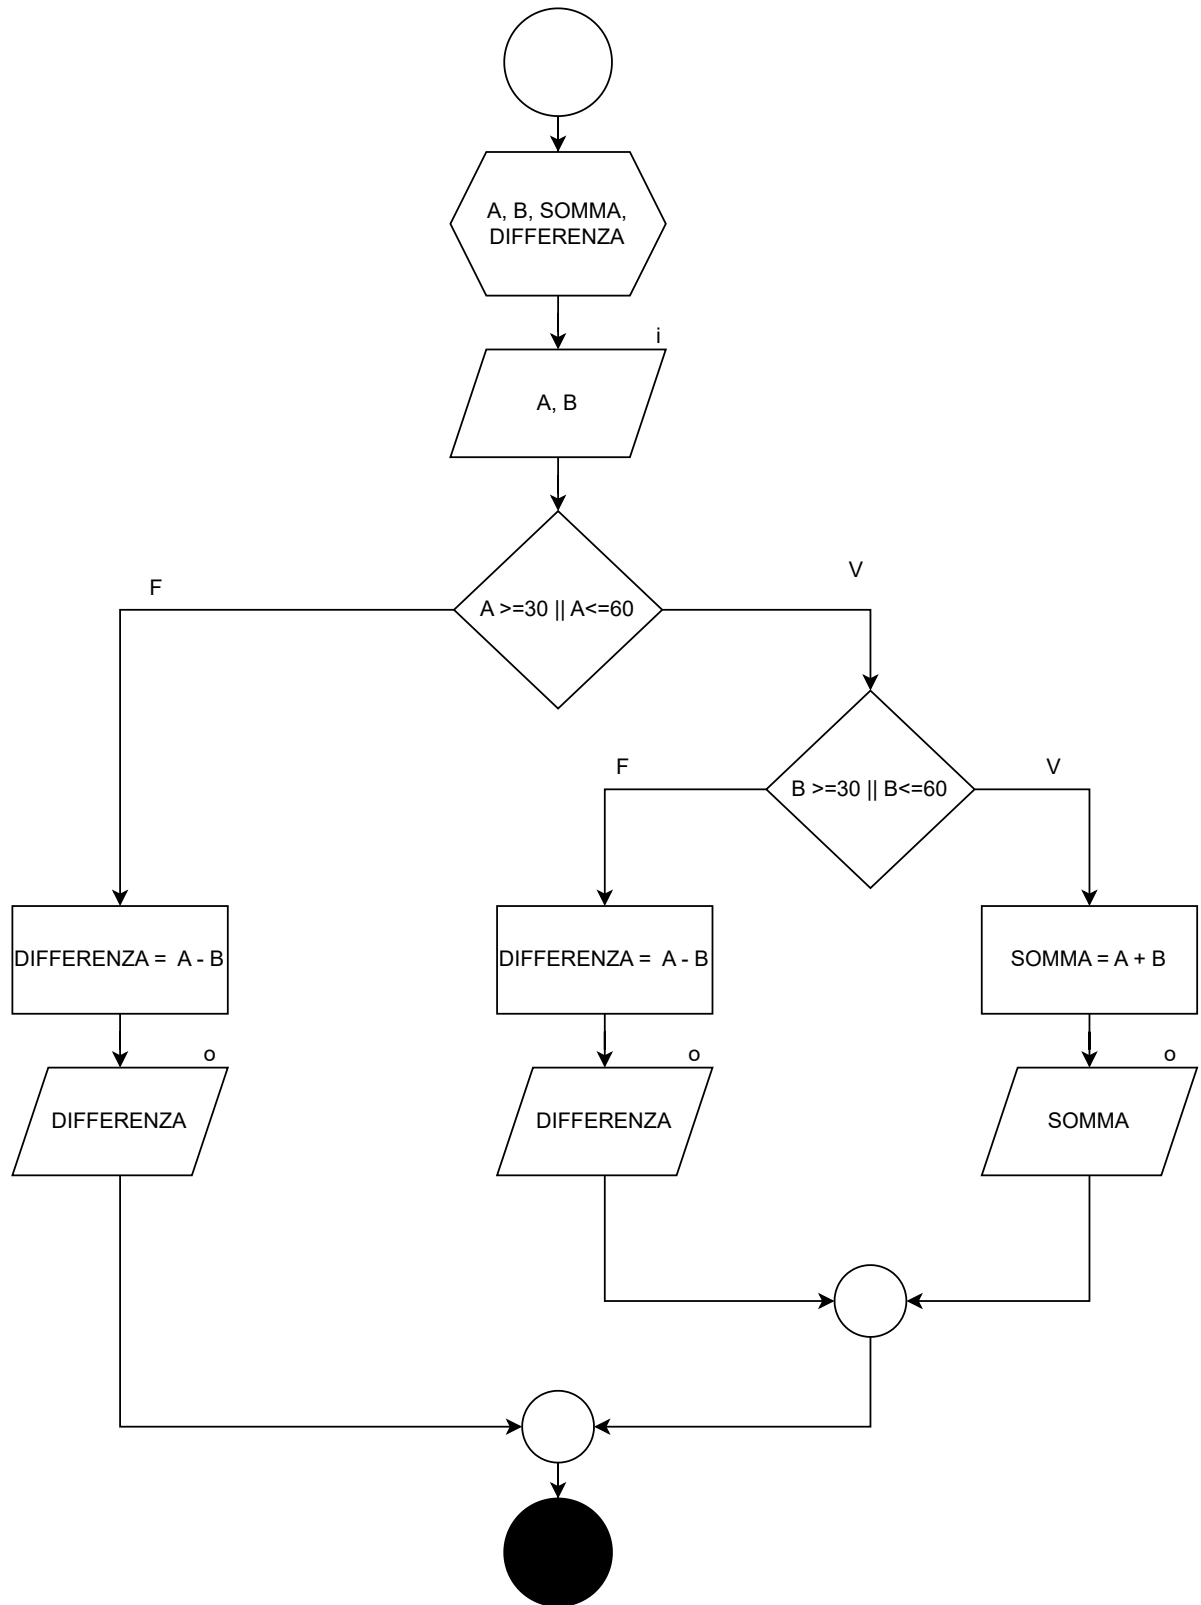 A, B, SOMMA,
DIFFERENZA
i
A, B
F
V
A >=30 || A<=60
F
V
B >=30 || B<=60
DIFFERENZA = A - B
DIFFERENZA = A - B
SOMMA = A + B
o
o
o
DIFFERENZA
DIFFERENZA
SOMMA